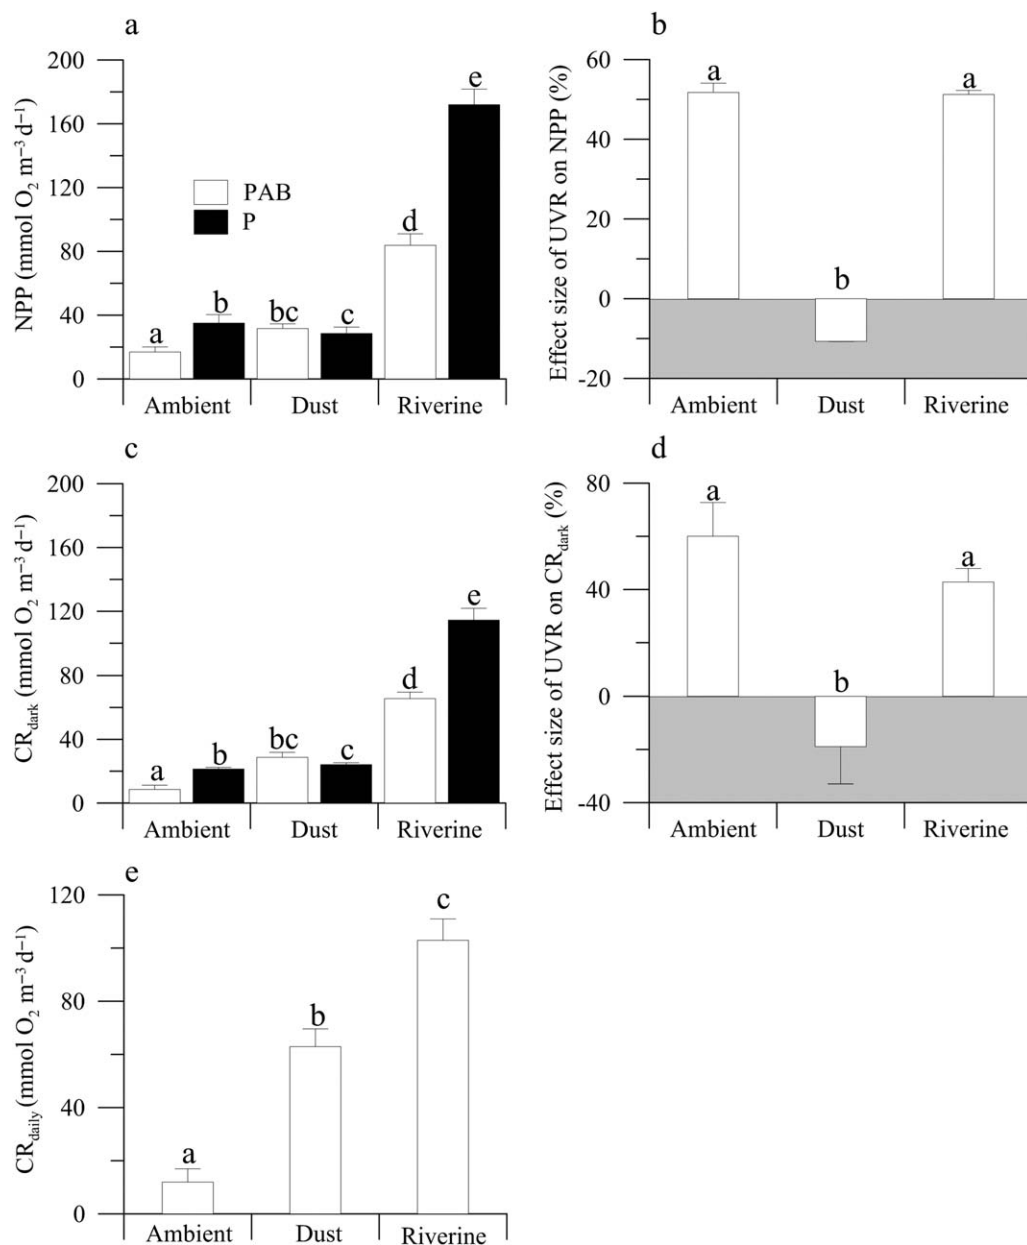 a
NPP (mmol O₂ m⁻³ d⁻¹)
200
160
120
80
40
0
PAB
P
a
b
bc
c
d
e
Ambient
Dust
Riverine
b
Effect size of UVR on NPP (%)
60
40
20
0
-20
a
b
a
Ambient
Dust
Riverine
c
CR_dark (mmol O₂ m⁻³ d⁻¹)
200
160
120
80
40
0
a
b
bc
c
d
e
Ambient
Dust
Riverine
d
Effect size of UVR on CR_dark (%)
80
40
0
-40
a
b
a
Ambient
Dust
Riverine
e
CR_daily (mmol O₂ m⁻³ d⁻¹)
120
80
40
0
a
b
c
Ambient
Dust
Riverine